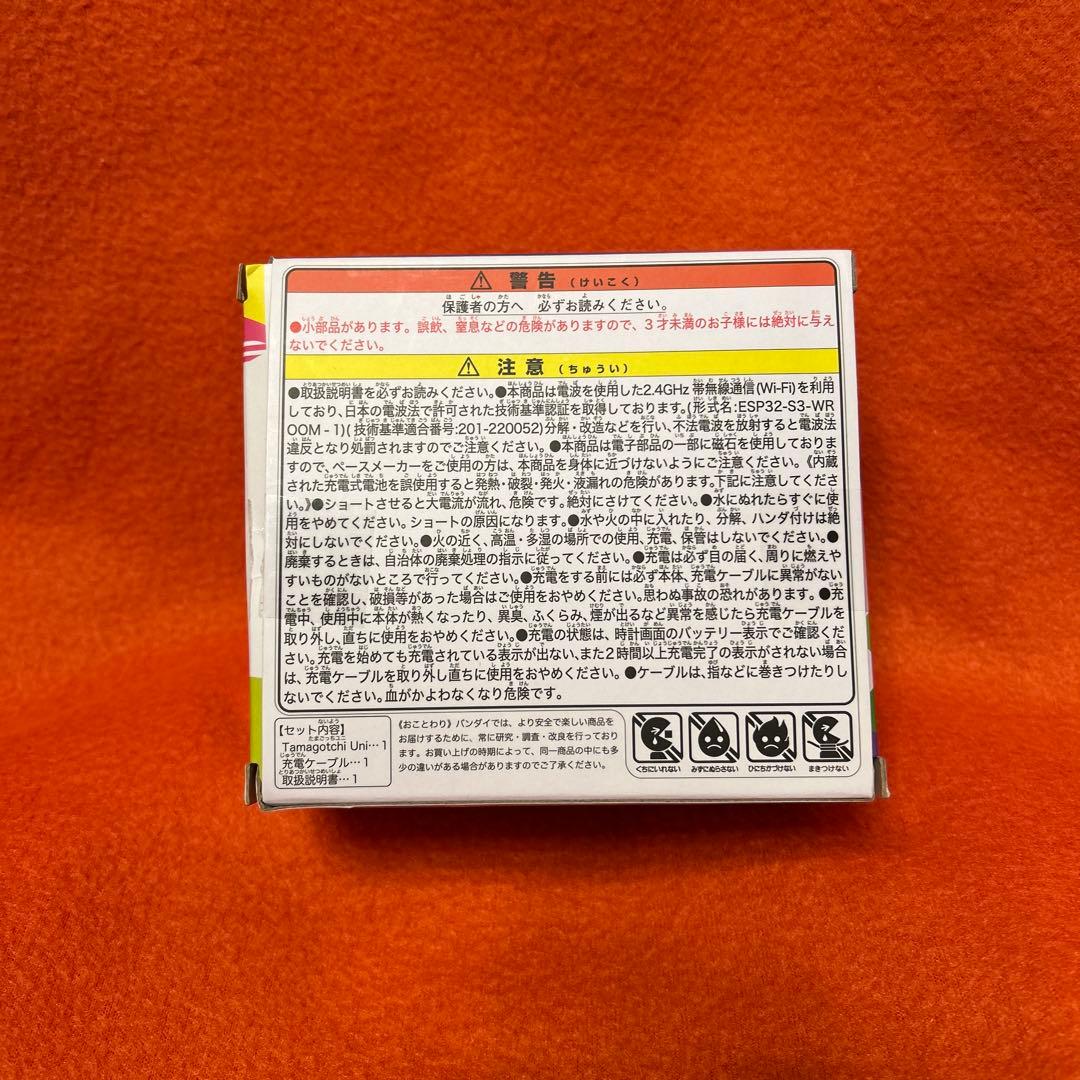 ⚠ 警告（けいこく）
保護者の方へ 必ずお読みください。
●小部品があります。誤飲、窒息などの危険がありますので、3才未満のお子様には絶対に与え
ないでください。
⚠ 注意（ちゅうい）
●取扱説明書を必ずお読みください。●本商品は電波を使用した2.4GHz 帯無線通信(Wi-Fi)を利用
しており、日本の電波法で許可された技術基準認証を取得しております。(形式名:ESP32-S3-WR
OOM-1)(技術基準適合番号:201-220052)分解・改造などを行い、不法電波を放射すると電波法
違反となり処罰されますのでご注意ください。●本商品は電子部品の一部に磁石を使用しておりま
すので、ペースメーカーをご使用の方は、本商品を身体に近づけないようにご注意ください。《内蔵
された充電式電池を誤使用すると発熱・破裂・発火・液漏れの危険があります。下記に注意してくださ
い。》●ショートさせると大電流が流れ、危険です。絶対にさけてください。●水にぬれたらすぐに使
用をやめてください。ショートの原因になります。●水や火の中に入れたり、分解、ハンダ付けは絶
対にしないでください。●火の近く、高温・多湿の場所での使用、充電、保管はしないでください。●
廃棄するときは、自治体の廃棄処理の指示に従ってください。●充電は必ず目の届く、周りに燃えや
すいものがないところで行ってください。●充電をする前には必ず本体、充電ケーブルに異常がない
ことを確認し、破損等があった場合はご使用をおやめください。思わぬ事故の恐れがあります。●充
電中、使用中に本体が熱くなったり、異臭、ふくらみ、煙が出るなど異常を感じたら充電ケーブルを
取り外し、直ちに使用をおやめください。●充電の状態は、時計画面のバッテリー表示でご確認くだ
さい。充電を始めても充電されている表示が出ない、また2時間以上充電完了の表示がされない場合
は、充電ケーブルを取り外し直ちに使用をおやめください。●ケーブルは、指などに巻きつけたりし
ないでください。血がかよわなくなり危険です。
【セット内容】
Tamagotchi Uni…1
充電ケーブル…1
取扱説明書…1
《おことわり》バンダイでは、より安全で楽しい商品を
お届けするために、常に研究・調査・改良を行っており
ます。お買い上げの時期によって、同一商品の中にも多
少の違いがある場合がありますのでご了承ください。
くちにいれない みずにぬらさない ひにちかづけない まきつけない